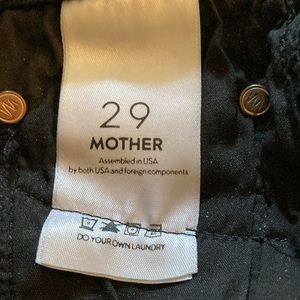 29
MOTHER
Assembled in USA
by both USA and foreign components
DO YOUR OWN LAUNDRY